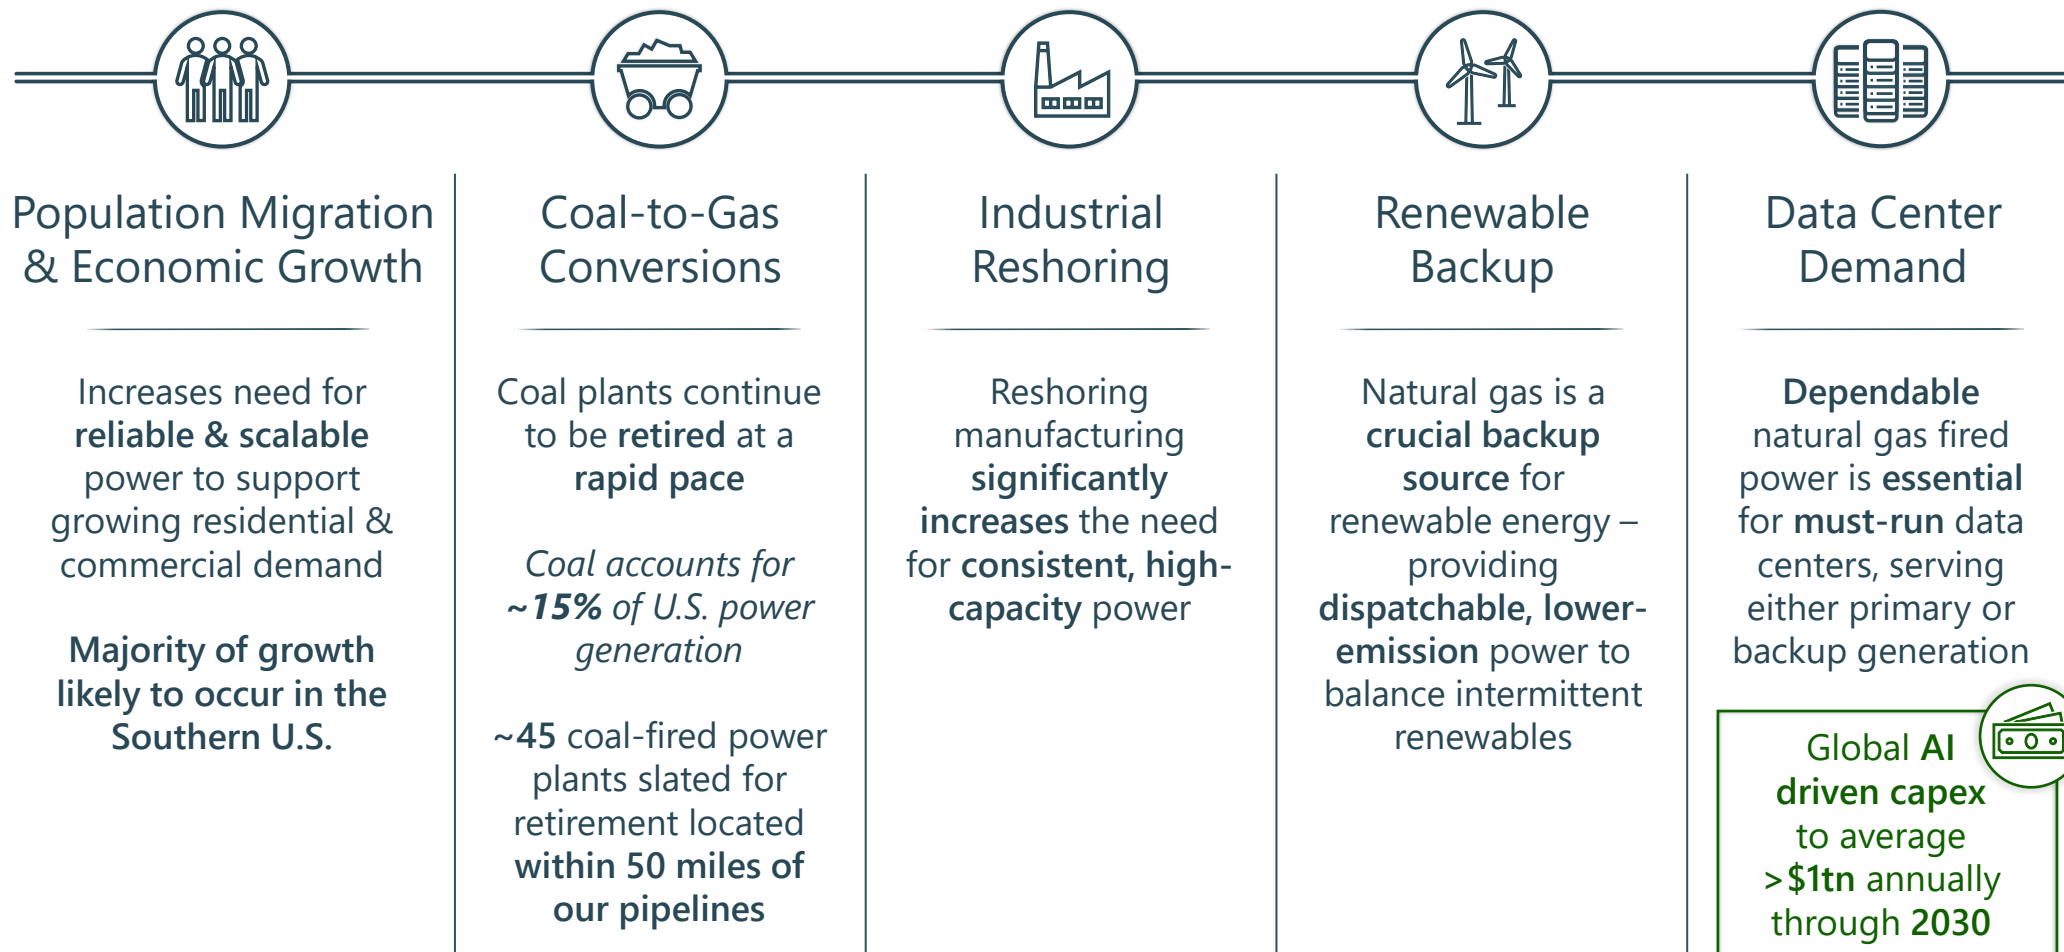 Population Migration
& Economic Growth
Increases need for
reliable & scalable
power to support
growing residential &
commercial demand
Majority of growth
likely to occur in the
Southern U.S.
Coal-to-Gas
Conversions
Coal plants continue
to be retired at a
rapid pace
Coal accounts for
~15% of U.S. power
generation
~45 coal-fired power
plants slated for
retirement located
within 50 miles of
our pipelines
Industrial
Reshoring
Reshoring
manufacturing
significantly
increases the need
for consistent, high-
capacity power
Renewable
Backup
Natural gas is a
crucial backup
source for
renewable energy –
providing
dispatchable, lower-
emission power to
balance intermittent
renewables
Data Center
Demand
Dependable
natural gas fired
power is essential
for must-run data
centers, serving
either primary or
backup generation
Global AI
driven capex
to average
>$1tn annually
through 2030